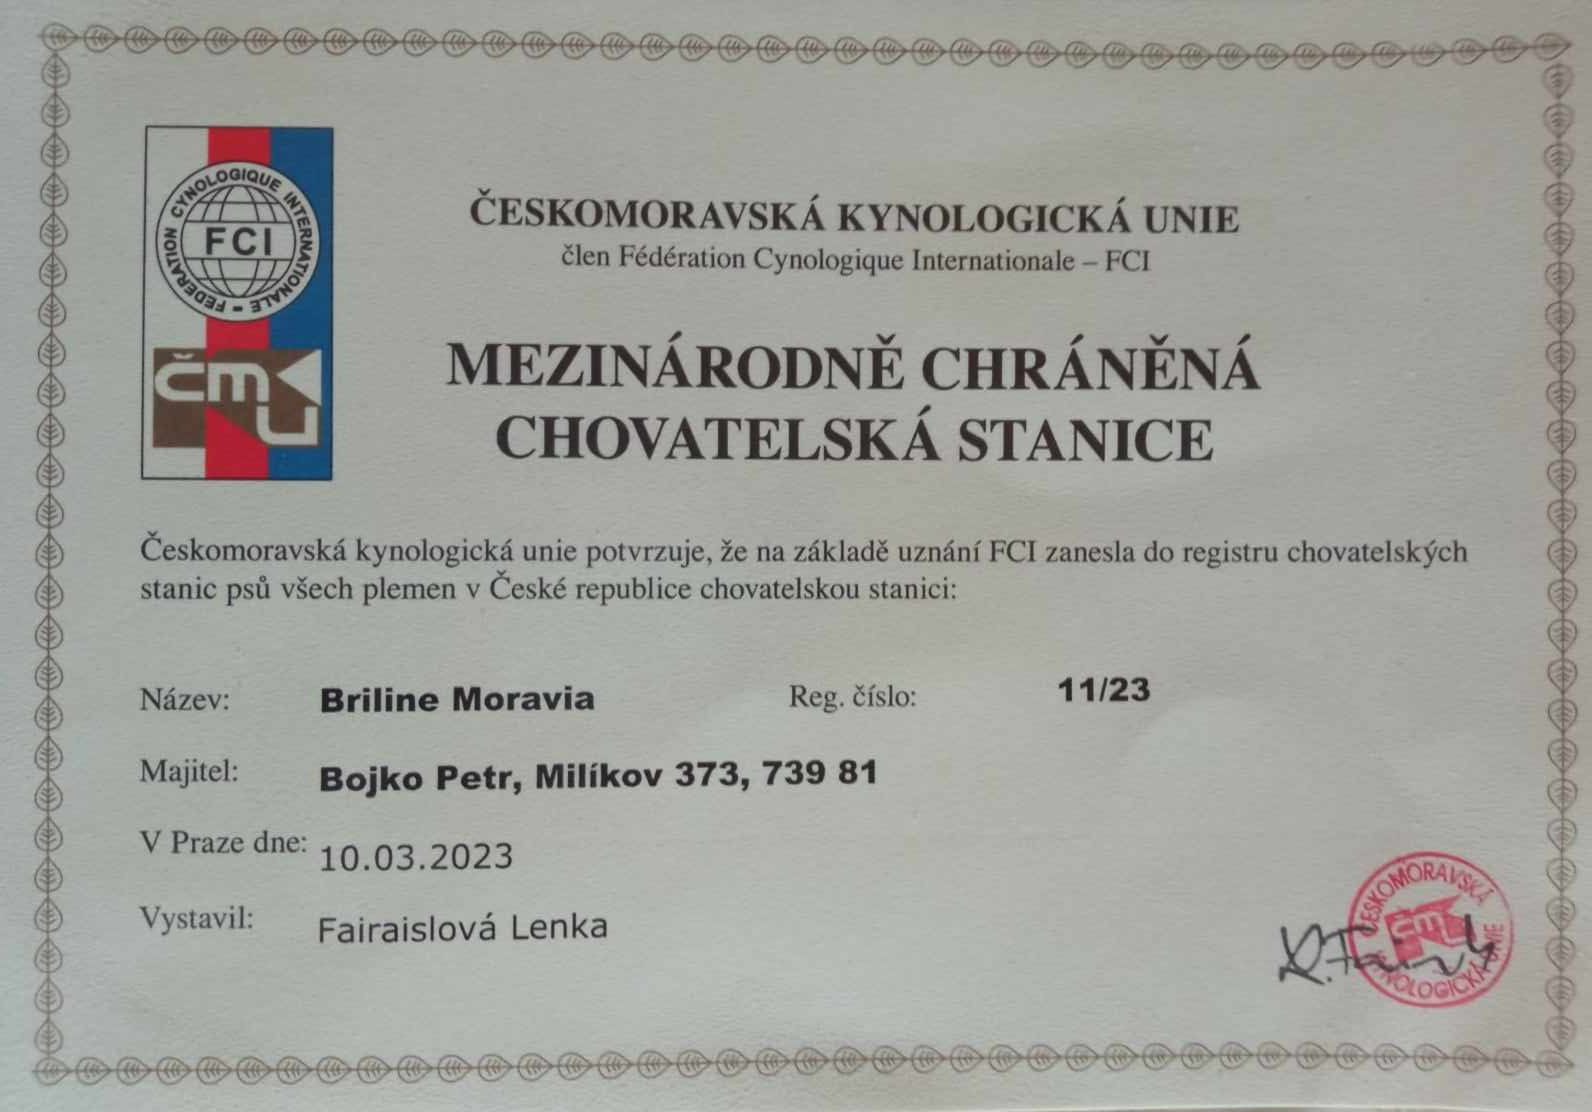 FEDERATION CYNOLOGIQUE INTERNATIONALE –
FCI
ČMKU
ČESKOMORAVSKÁ KYNOLOGICKÁ UNIE
člen Fédération Cynologique Internationale – FCI
MEZINÁRODNĚ CHRÁNĚNÁ
CHOVATELSKÁ STANICE
Českomoravská kynologická unie potvrzuje, že na základě uznání FCI zanesla do registru chovatelských
stanic psů všech plemen v České republice chovatelskou stanici:
Název: Briline Moravia Reg. číslo: 11/23
Majitel: Bojko Petr, Milíkov 373, 739 81
V Praze dne: 10.03.2023
Vystavil: Fairaislová Lenka
ČESKOMORAVSKÁ
KYNOLOGICKÁ UNIE
ČMKU